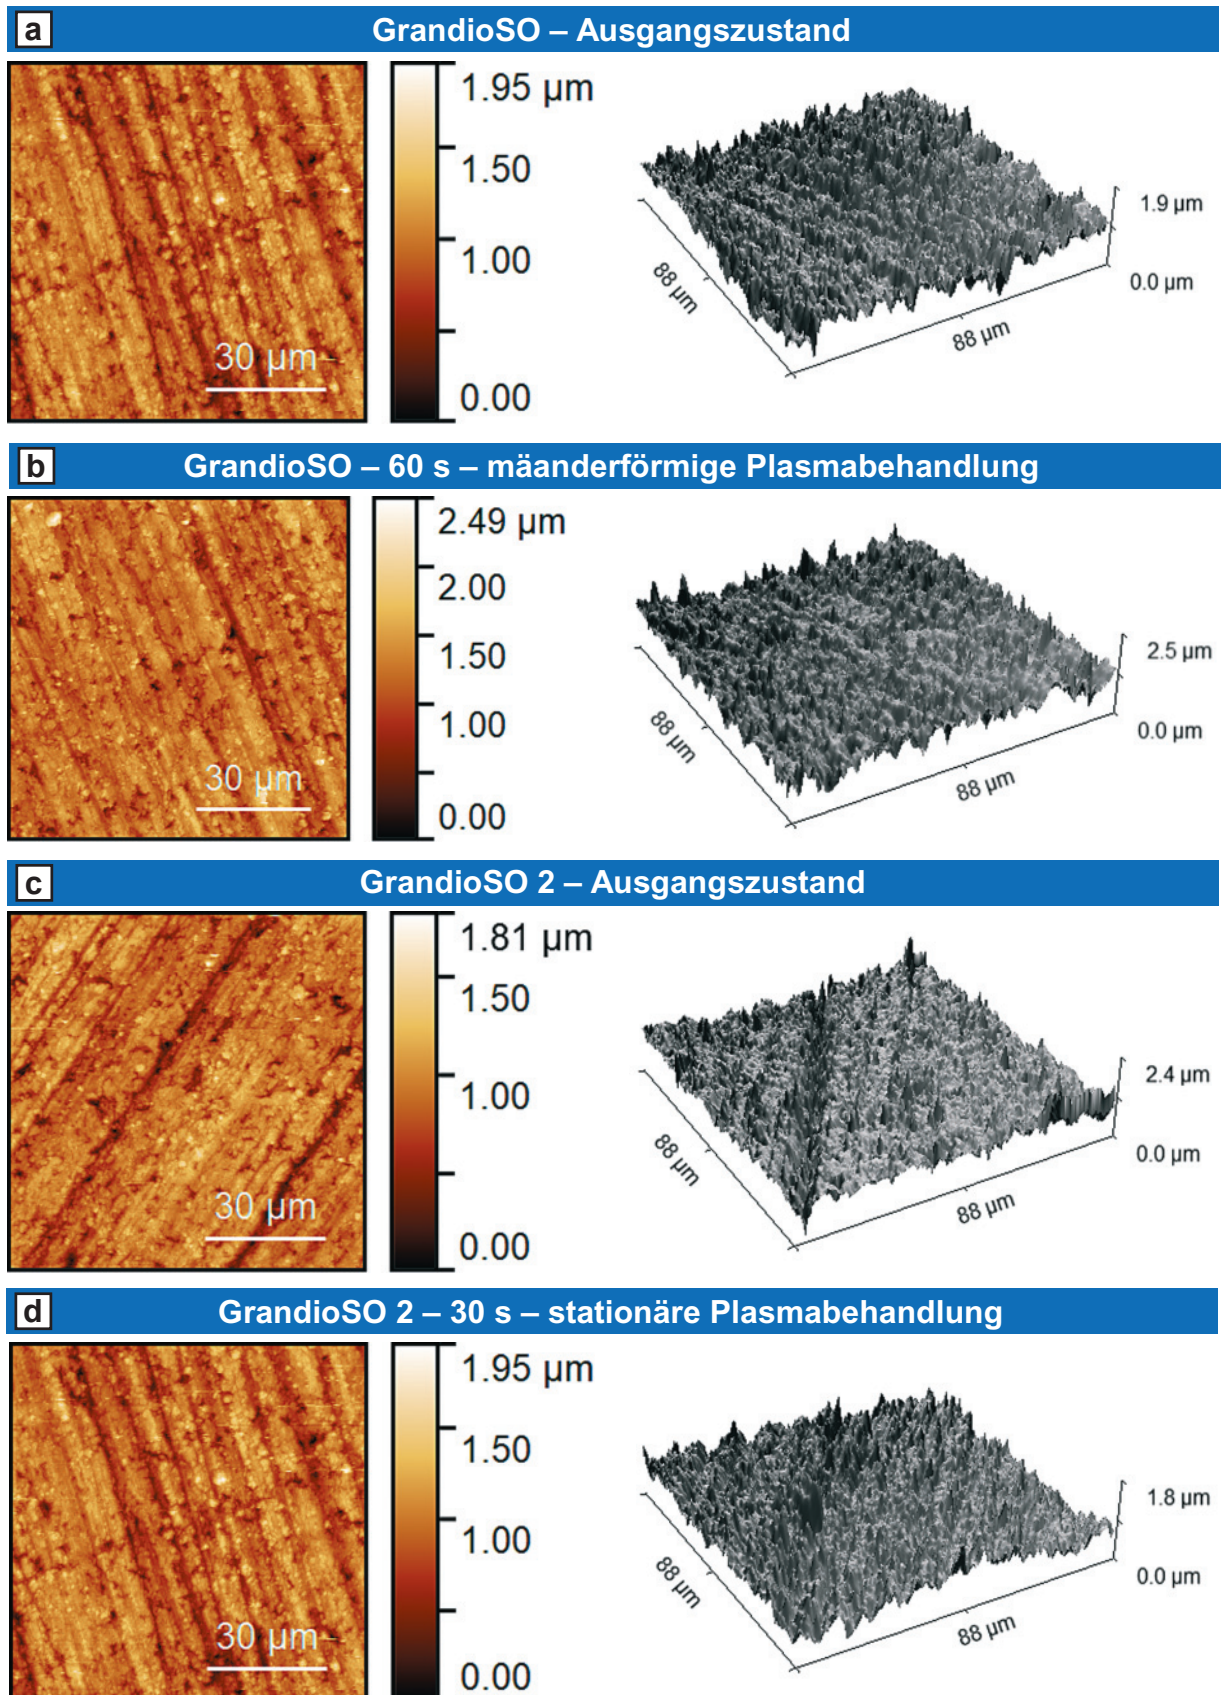 a
GrandioSO – Ausgangszustand
1.95 µm
1.50
1.00
0.00
30 µm
1.9 µm
0.0 µm
88 µm
88 µm
b
GrandioSO – 60 s – mäanderförmige Plasmabehandlung
2.49 µm
2.00
1.50
1.00
0.00
30 µm
2.5 µm
0.0 µm
88 µm
88 µm
c
GrandioSO 2 – Ausgangszustand
1.81 µm
1.50
1.00
0.00
30 µm
2.4 µm
0.0 µm
88 µm
88 µm
d
GrandioSO 2 – 30 s – stationäre Plasmabehandlung
1.95 µm
1.50
1.00
0.00
30 µm
1.8 µm
0.0 µm
88 µm
88 µm